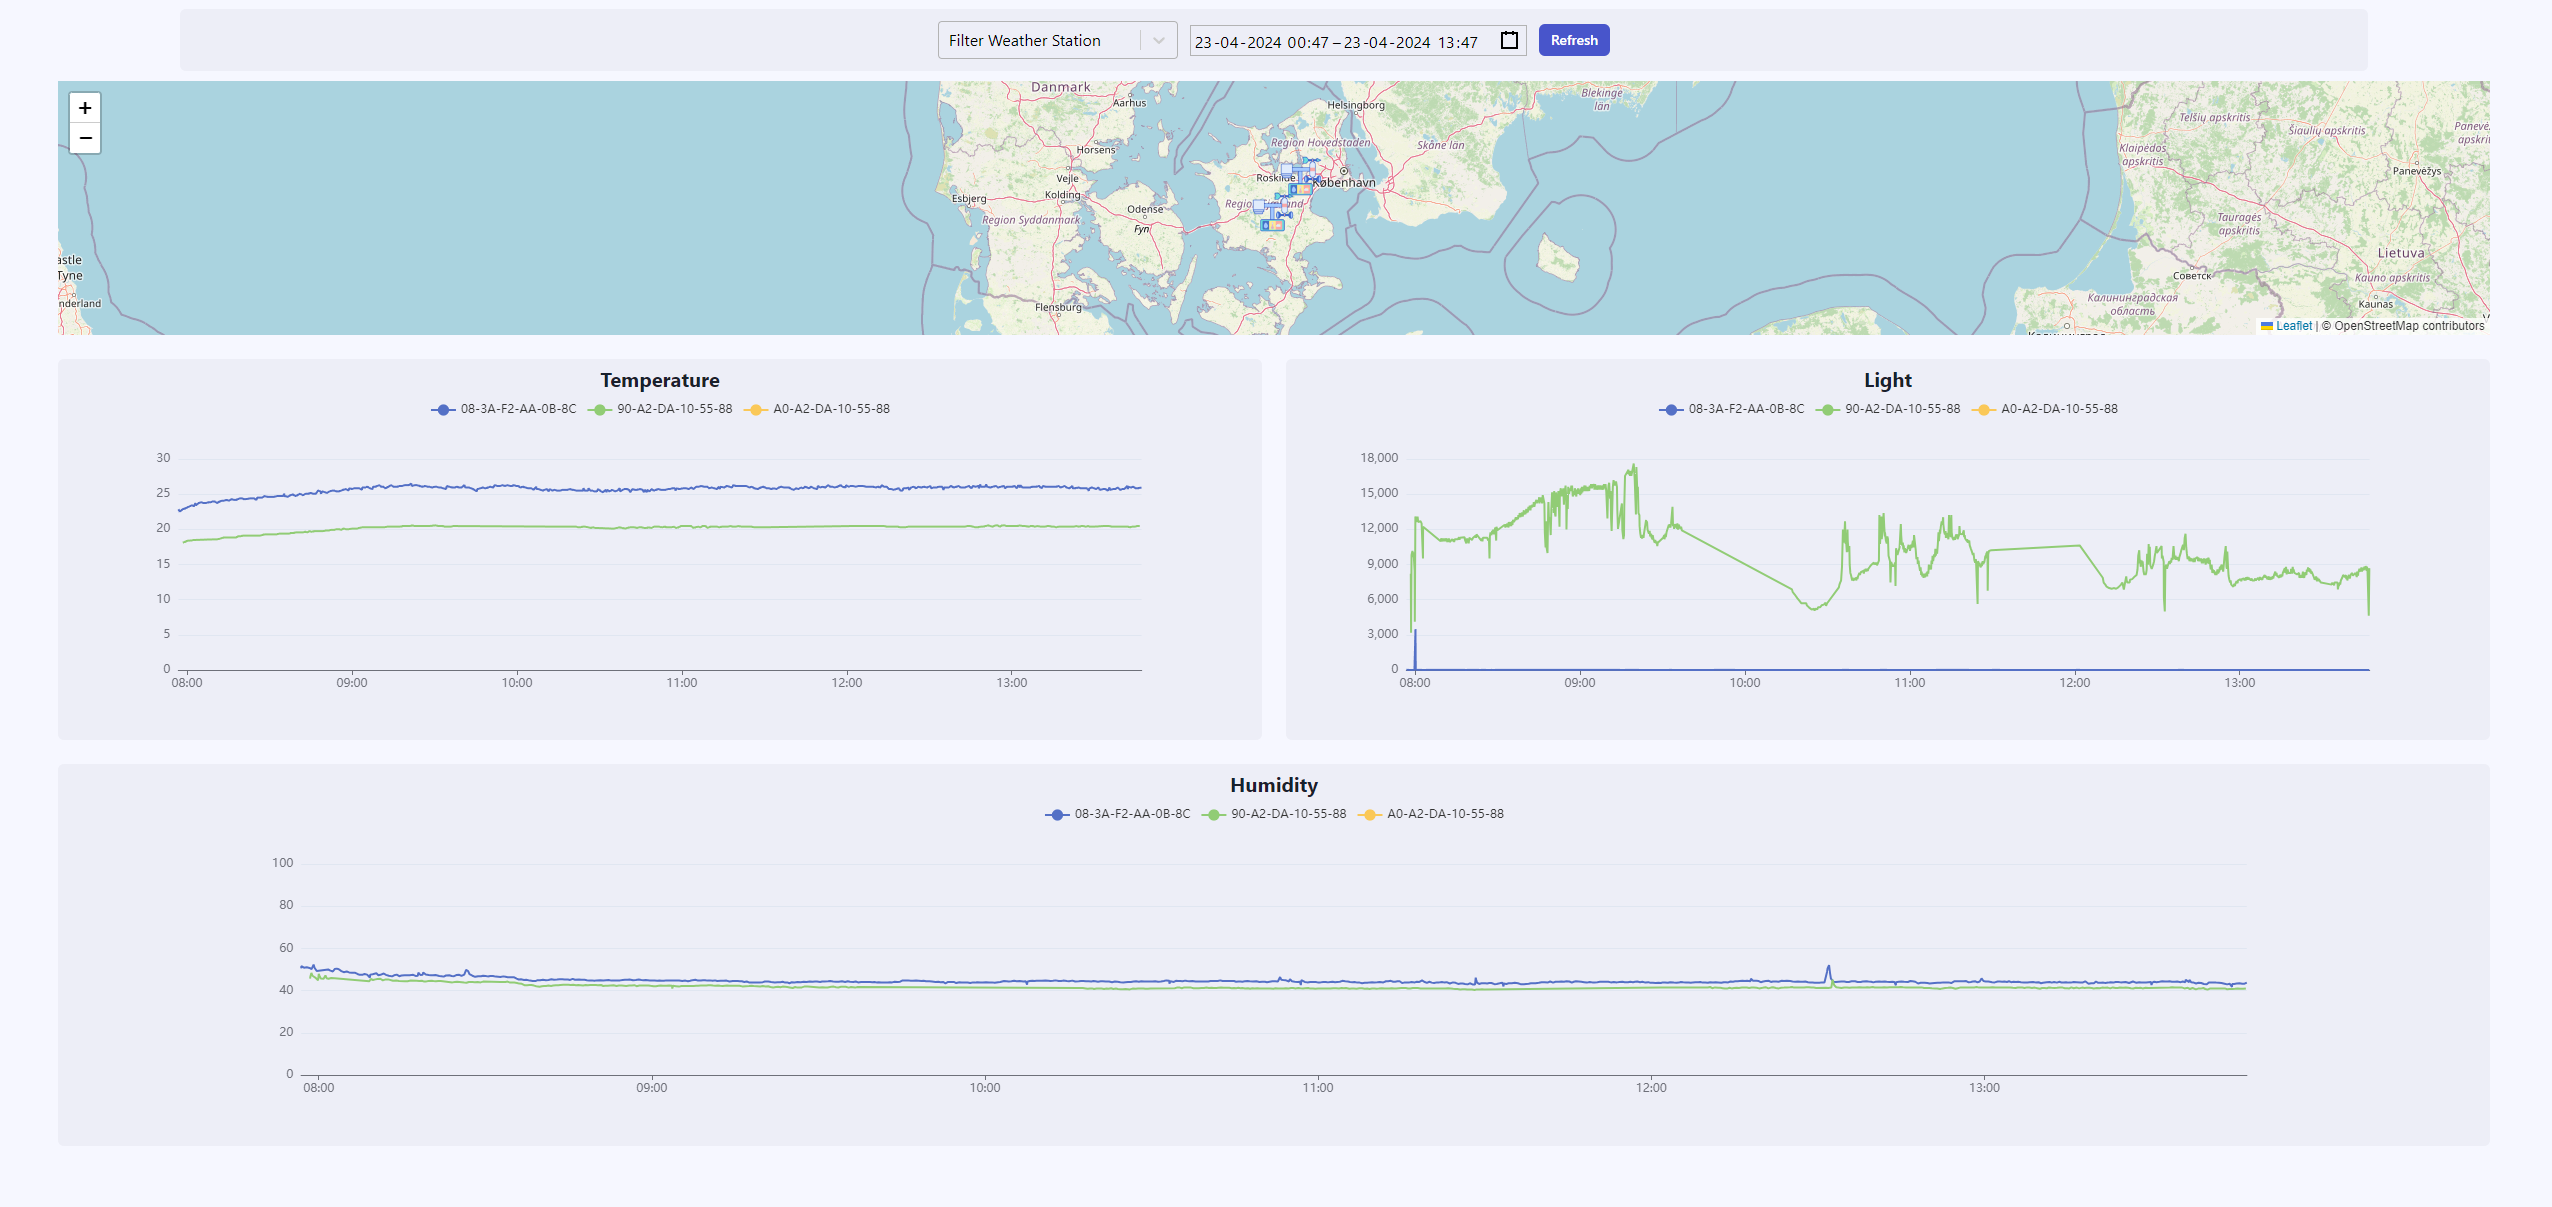 Filter Weather Station
23-04-2024 00:47 – 23-04-2024 13:47
Refresh
+
−
Danmark
Aarhus
Horsens
Vejle
Kolding
Esbjerg
Region Syddanmark
Odense
Fyn
Flensburg
Helsingborg
Region Hovedstaden
København
Skåne län
Blekinge
län
astle
Tyne
nderland
Telšių apskritis
Šiaulių apskritis
Panevė
apskri
Klaipėdos
apskritis
Panevėžys
Tauragės
apskritis
Lietuva
Советск
Kauno apskritis
Калининградская
область
Kaunas
Leaflet | © OpenStreetMap contributors
Temperature
08-3A-F2-AA-0B-8C 90-A2-DA-10-55-88 A0-A2-DA-10-55-88
30
25
20
15
10
5
0
08:00 09:00 10:00 11:00 12:00 13:00
Light
08-3A-F2-AA-0B-8C 90-A2-DA-10-55-88 A0-A2-DA-10-55-88
18,000
15,000
12,000
9,000
6,000
3,000
0
08:00 09:00 10:00 11:00 12:00 13:00
Humidity
08-3A-F2-AA-0B-8C 90-A2-DA-10-55-88 A0-A2-DA-10-55-88
100
80
60
40
20
0
08:00 09:00 10:00 11:00 12:00 13:00